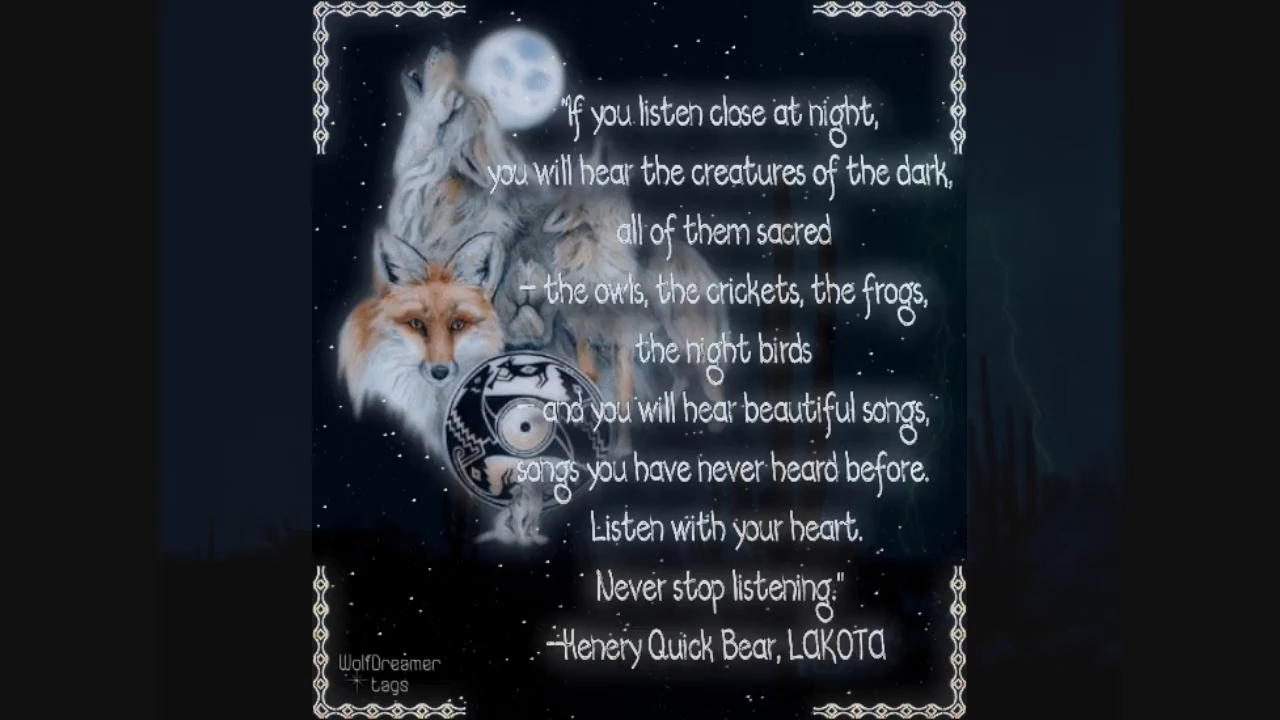 "If you listen close at night,
you will hear the creatures of the dark,
all of them sacred
– the owls, the crickets, the frogs,
the night birds
– and you will hear beautiful songs,
songs you have never heard before.
Listen with your heart.
Never stop listening."
–Henery Quick Bear, LAKOTA
WolfDreamer
tags